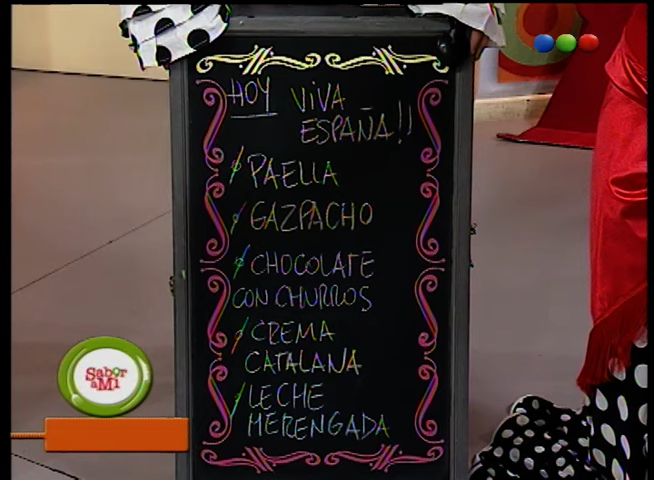 HOY VIVA
ESPAÑA!!
PAELLA
GAZPACHO
CHOCOLATE
CON CHURROS
CREMA
CATALANA
LECHE
MERENGADA
Sabor
a Mi